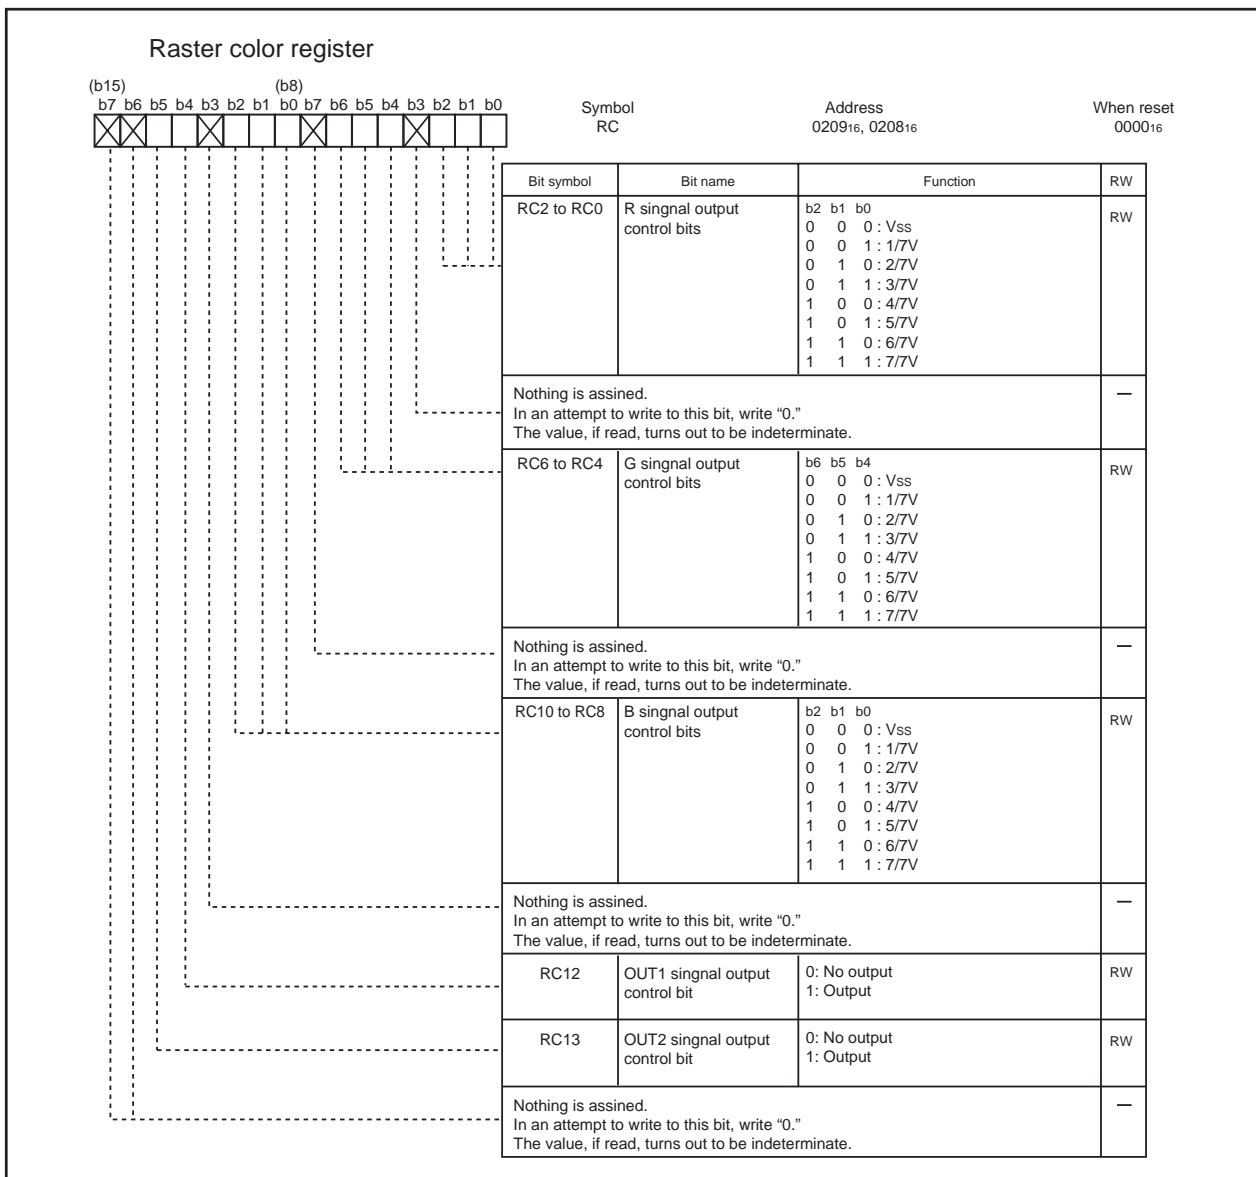 Raster color register
(b15) (b8)
b7 b6 b5 b4 b3 b2 b1 b0 b7 b6 b5 b4 b3 b2 b1 b0
Symbol Address When reset
RC 020916, 020816 000016
Bit symbol Bit name Function RW
RC2 to RC0 R singnal output b2 b1 b0 RW
control bits 0 0 0 : Vss
0 0 1 : 1/7V
0 1 0 : 2/7V
0 1 1 : 3/7V
1 0 0 : 4/7V
1 0 1 : 5/7V
1 1 0 : 6/7V
1 1 1 : 7/7V
Nothing is assined. —
In an attempt to write to this bit, write “0.”
The value, if read, turns out to be indeterminate.
RC6 to RC4 G singnal output b6 b5 b4 RW
control bits 0 0 0 : Vss
0 0 1 : 1/7V
0 1 0 : 2/7V
0 1 1 : 3/7V
1 0 0 : 4/7V
1 0 1 : 5/7V
1 1 0 : 6/7V
1 1 1 : 7/7V
Nothing is assined. —
In an attempt to write to this bit, write “0.”
The value, if read, turns out to be indeterminate.
RC10 to RC8 B singnal output b2 b1 b0 RW
control bits 0 0 0 : Vss
0 0 1 : 1/7V
0 1 0 : 2/7V
0 1 1 : 3/7V
1 0 0 : 4/7V
1 0 1 : 5/7V
1 1 0 : 6/7V
1 1 1 : 7/7V
Nothing is assined. —
In an attempt to write to this bit, write “0.”
The value, if read, turns out to be indeterminate.
RC12 OUT1 singnal output 0: No output RW
control bit 1: Output
RC13 OUT2 singnal output 0: No output RW
control bit 1: Output
Nothing is assined. —
In an attempt to write to this bit, write “0.”
The value, if read, turns out to be indeterminate.